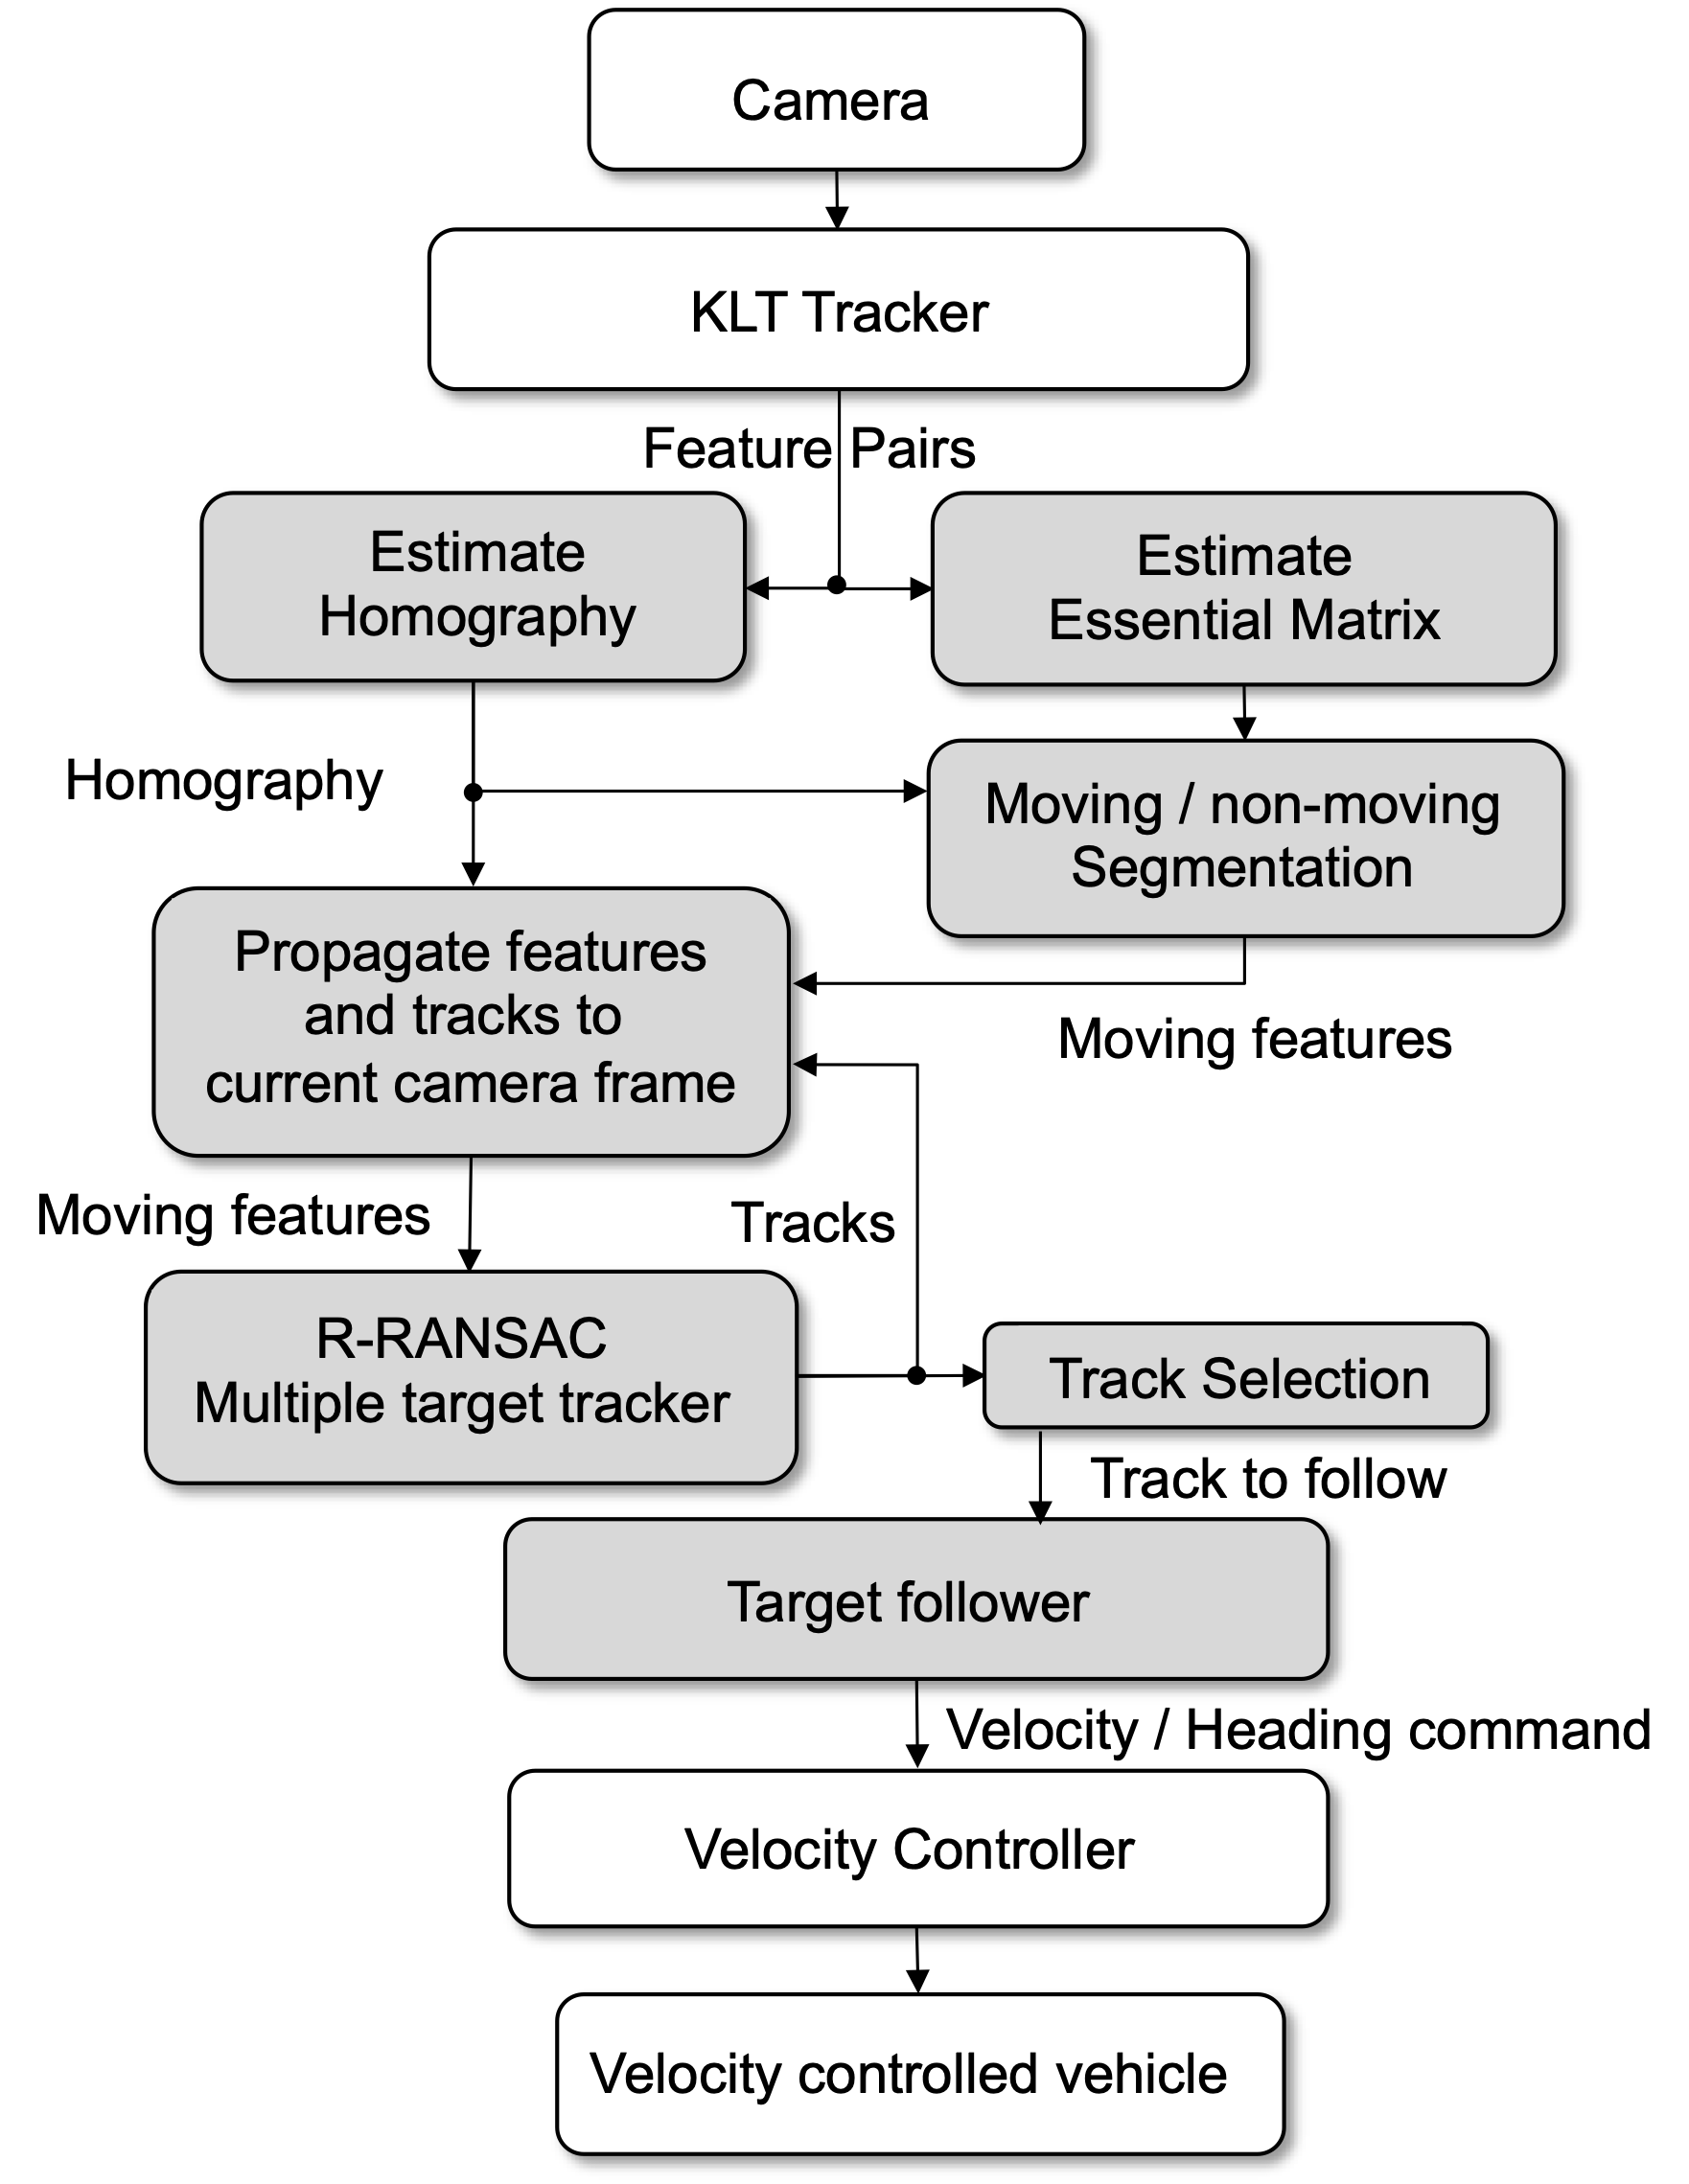 Camera
KLT Tracker
Feature Pairs
Estimate
Homography
Estimate
Essential Matrix
Homography
Moving / non-moving
Segmentation
Propagate features
and tracks to
current camera frame
Moving features
Moving features
Tracks
R-RANSAC
Multiple target tracker
Track Selection
Track to follow
Target follower
Velocity / Heading command
Velocity Controller
Velocity controlled vehicle